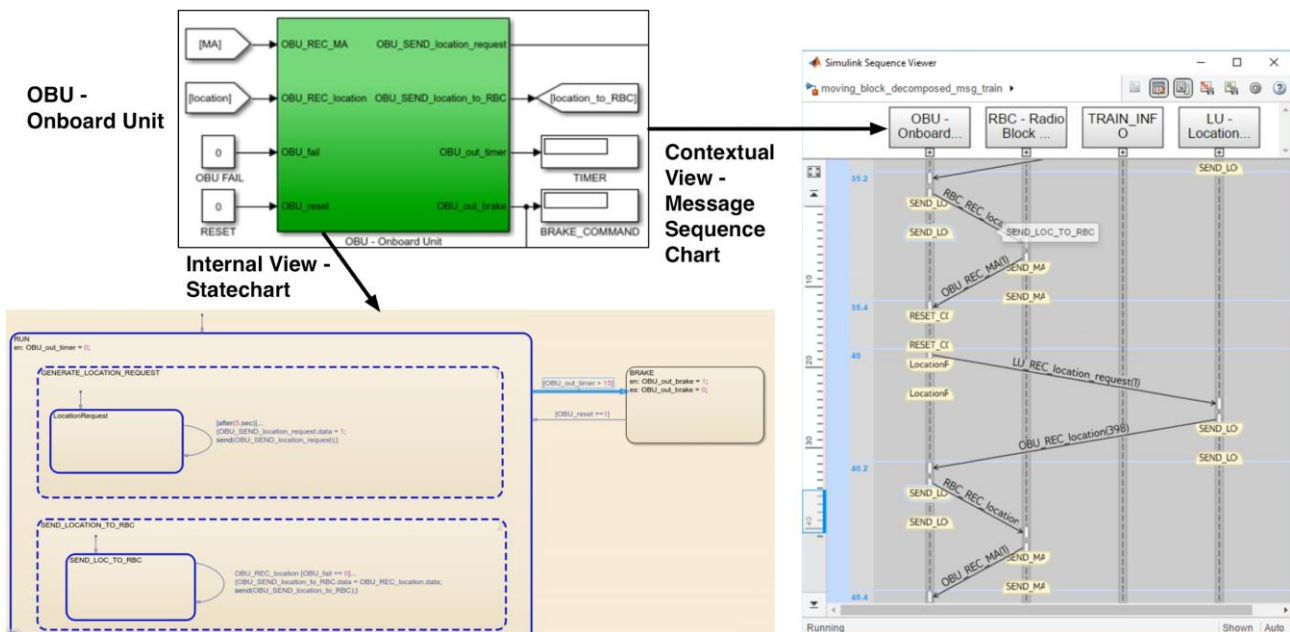 OBU -
Onboard Unit
[MA]
[location]
0
OBU FAIL
0
RESET
OBU_REC_MA
OBU_REC_location
OBU_fail
OBU_reset
OBU_SEND_location_request
OBU_SEND_location_to_RBC
OBU_out_timer
OBU_out_brake
[location_to_RBC]
TIMER
BRAKE_COMMAND
OBU - Onboard Unit
Internal View -
Statechart
Contextual
View -
Message
Sequence
Chart
RUN
en: OBU_out_timer = 0;
GENERATE_LOCATION_REQUEST
LocationRequest
[after(5,sec)]...
{OBU_SEND_location_request.data = 1;
send(OBU_SEND_location_request);}
SEND_LOCATION_TO_RBC
SEND_LOC_TO_RBC
OBU_REC_location [OBU_fail == 0]...
{OBU_SEND_location_to_RBC.data = OBU_REC_location.data;
send(OBU_SEND_location_to_RBC);}
[OBU_out_timer > 15]
[OBU_reset ==1]
BRAKE
en: OBU_out_brake = 1;
ex: OBU_out_brake = 0;
Simulink Sequence Viewer
moving_block_decomposed_msg_train
OBU -
Onboard...
RBC - Radio
Block ...
TRAIN_INF
O
LU -
Location...
35.2
SEND_LO
SEND_LO
RBC_REC_loca
SEND_LO
SEND_LOC_TO_RBC
OBU_REC_MA(1)
SEND_MA
10
SEND_MA
35.4
RESET_C(
RESET_C(
40
20
LocationF
LU_REC_location_request(1)
LocationF
OBU_REC_location(398)
SEND_LO
30
SEND_LO
40.2
SEND_LO
RBC_REC_location
SEND_LO
40
OBU_REC_MA(1)
SEND_MA
SEND_MA
40.4
Running
Shown
Auto